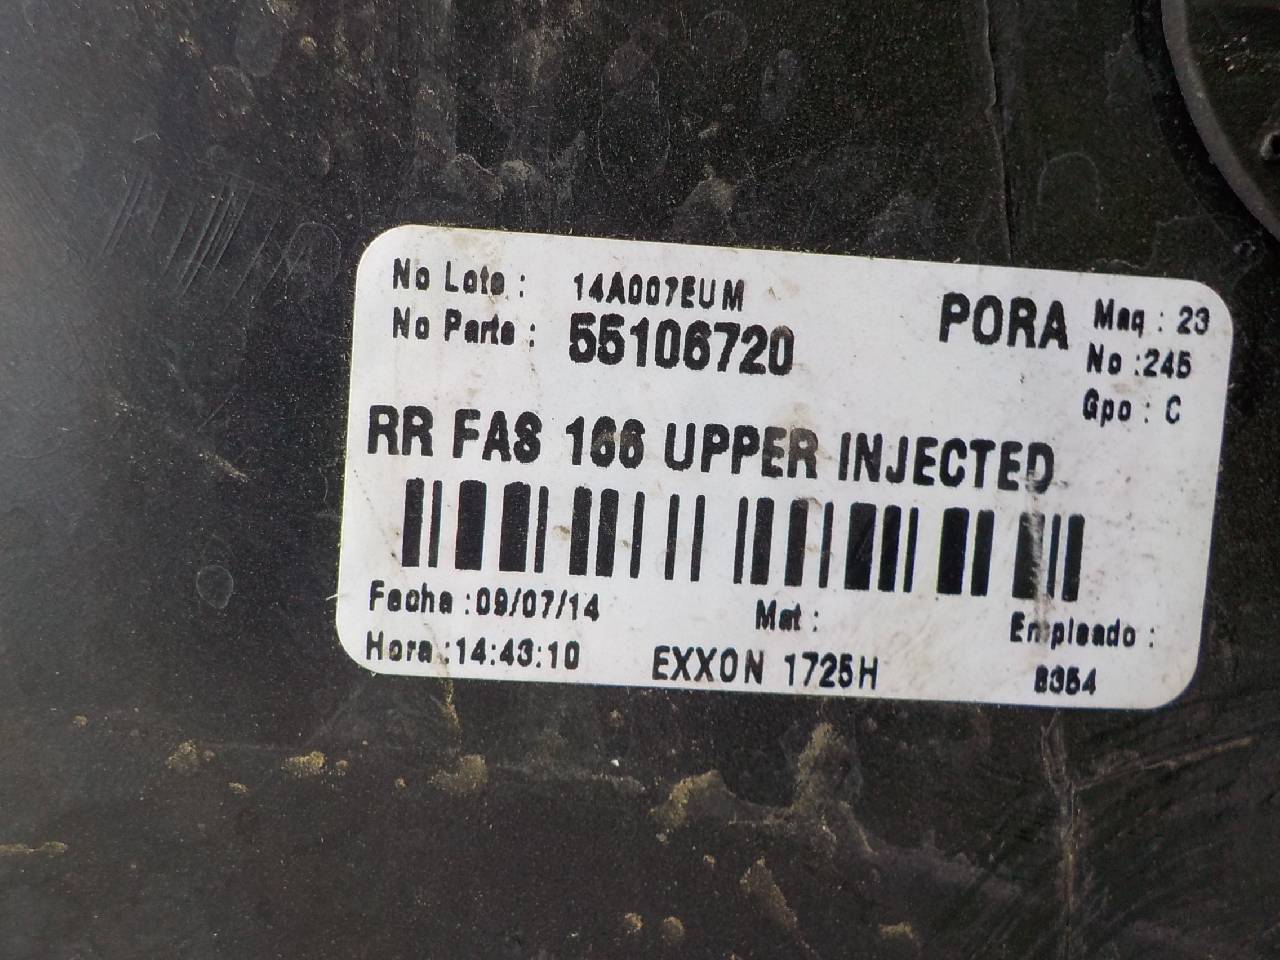 No Lote : 14A007EUM
No Parte : 55106720
PORA
Maq : 23
No :245
Gpo : C
RR FAS 166 UPPER INJECTED
Fecha :09/07/14
Mat :
Empleado :
Hora :14:43:10
EXXON 1725H
8354